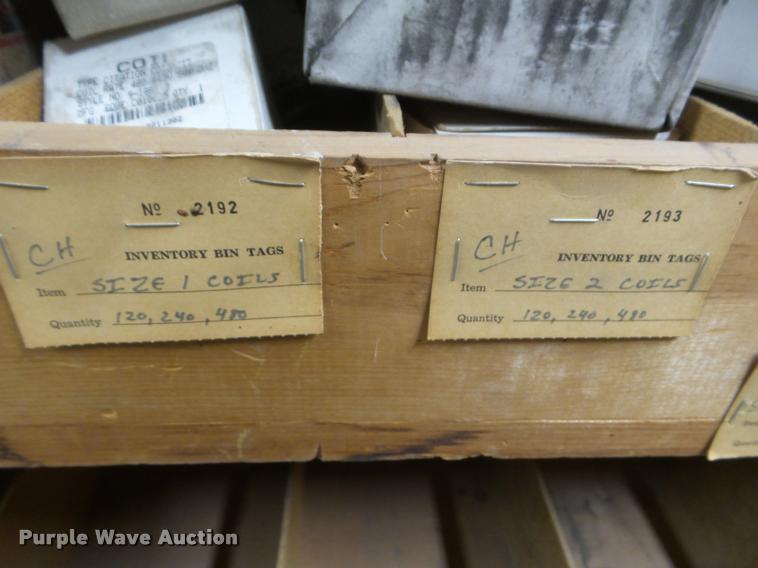 COIL
Nº 2192
CH
INVENTORY BIN TAGS
Item SIZE 1 COILS
Quantity 120, 240, 480
Nº 2193
CH
INVENTORY BIN TAGS
Item SIZE 2 COILS
Quantity 120, 240, 480
Purple Wave Auction